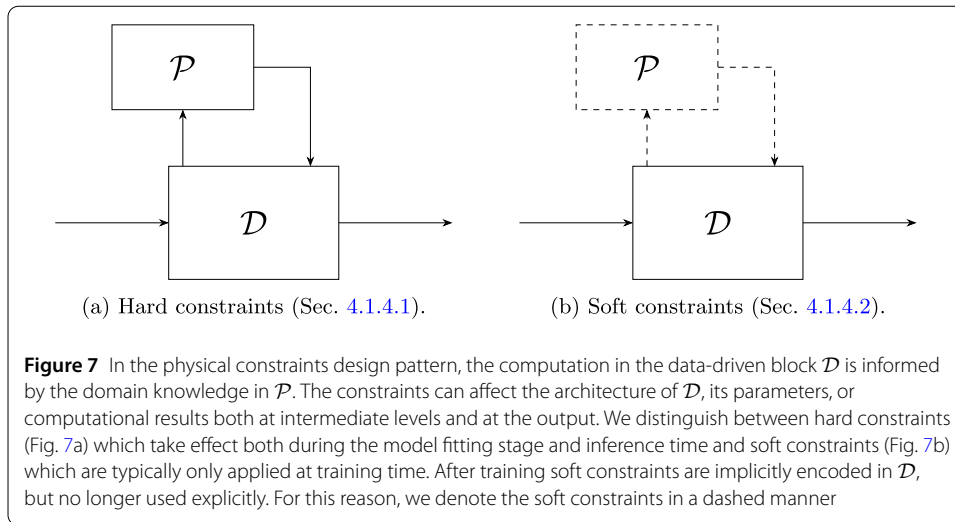 𝒫
𝒟
(a) Hard constraints (Sec. 4.1.4.1).
𝒫
𝒟
(b) Soft constraints (Sec. 4.1.4.2).
Figure 7 In the physical constraints design pattern, the computation in the data-driven block 𝒟 is informed
by the domain knowledge in 𝒫. The constraints can affect the architecture of 𝒟, its parameters, or
computational results both at intermediate levels and at the output. We distinguish between hard constraints
(Fig. 7a) which take effect both during the model fitting stage and inference time and soft constraints (Fig. 7b)
which are typically only applied at training time. After training soft constraints are implicitly encoded in 𝒟,
but no longer used explicitly. For this reason, we denote the soft constraints in a dashed manner